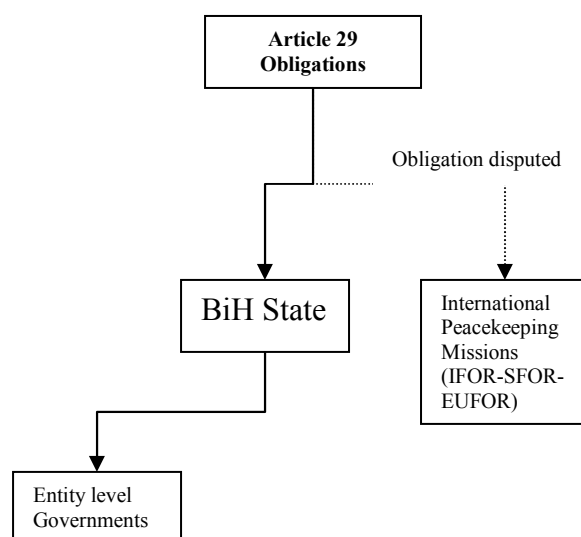 Article 29
Obligations
Obligation disputed
BiH State
International
Peacekeeping
Missions
(IFOR-SFOR-
EUFOR)
Entity level
Governments